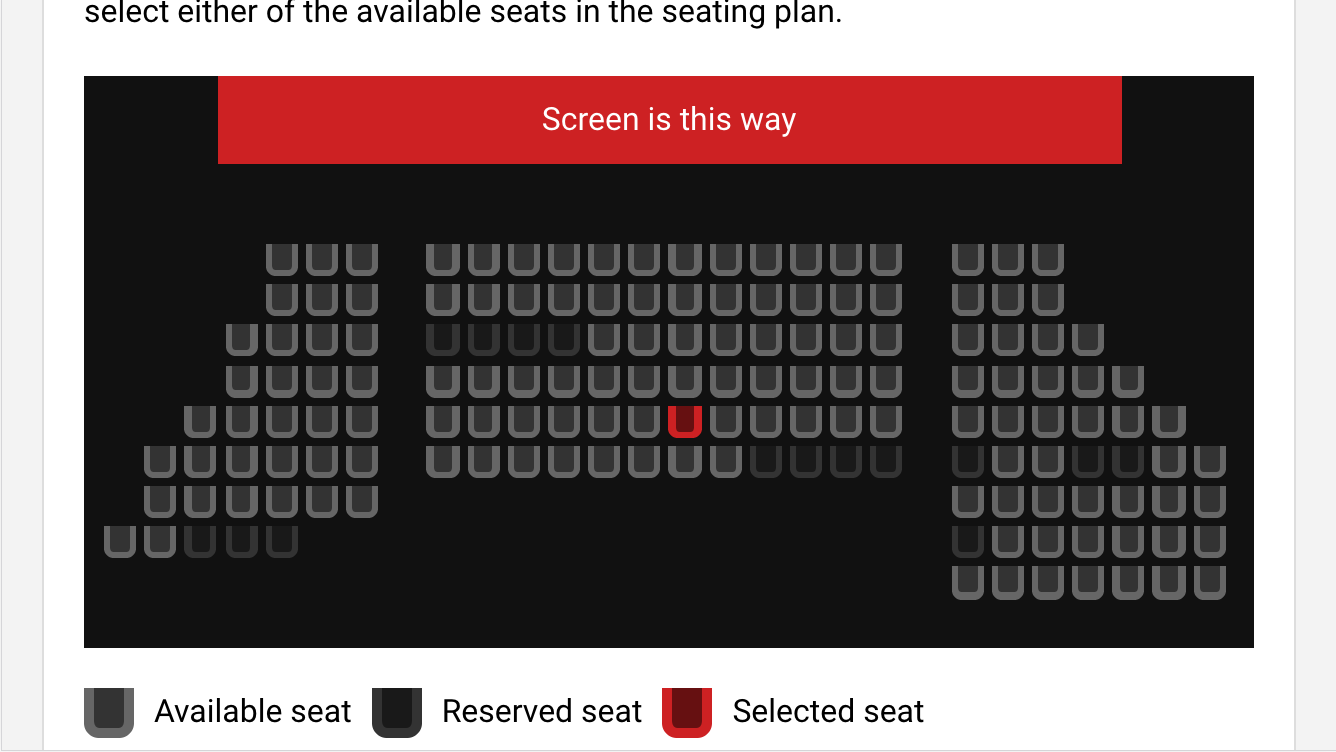 select either of the available seats in the seating plan.
Screen is this way
Available seat Reserved seat Selected seat